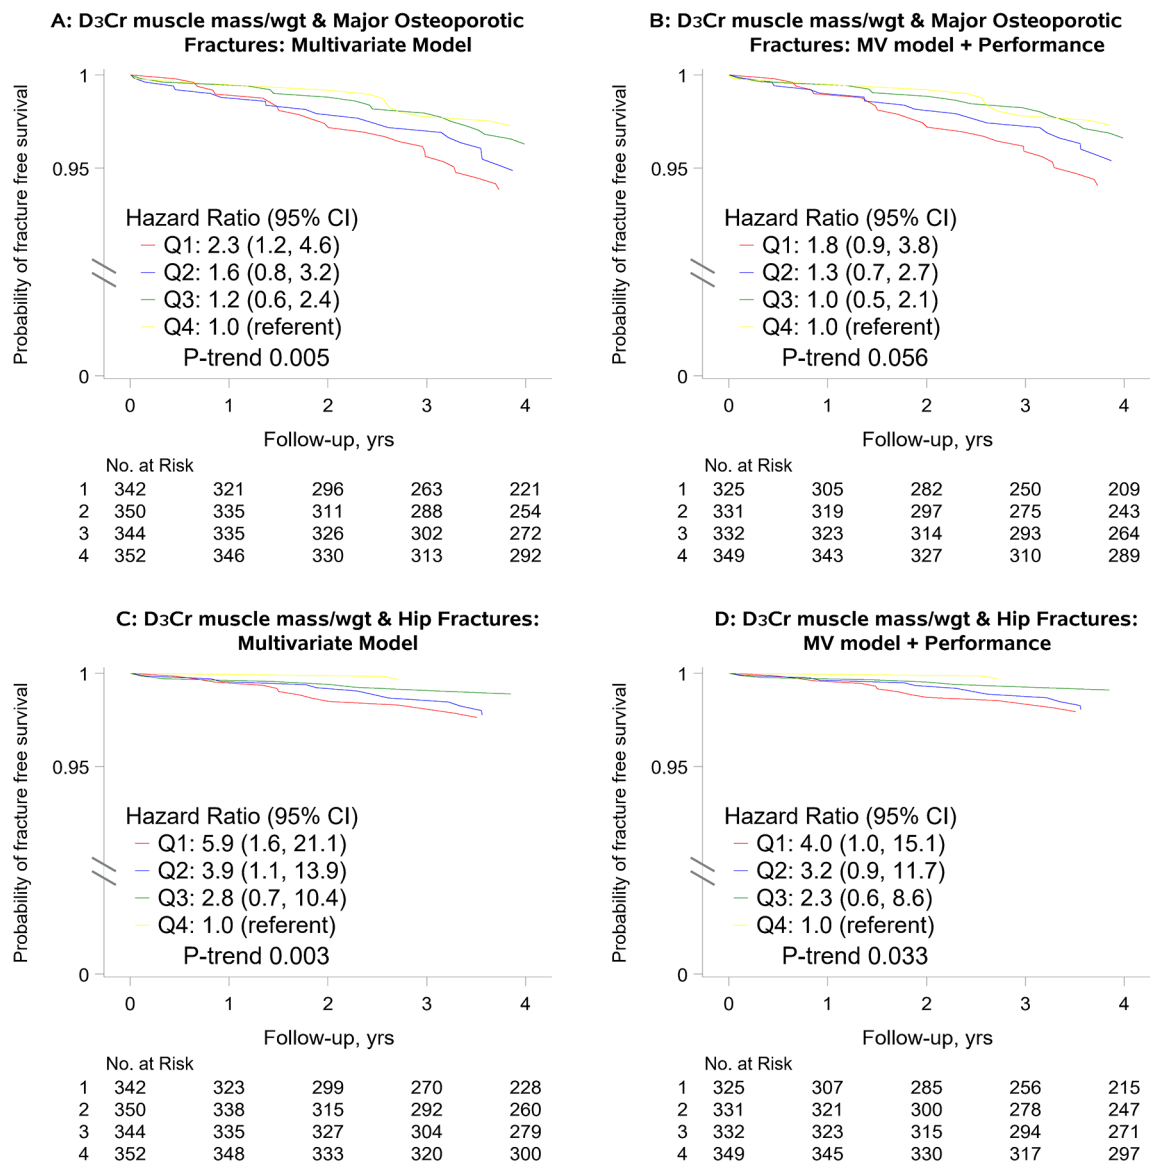 A: D3Cr muscle mass/wgt & Major Osteoporotic
Fractures: Multivariate Model
Probability of fracture free survival
1
0.95
0
Hazard Ratio (95% CI)
Q1: 2.3 (1.2, 4.6)
Q2: 1.6 (0.8, 3.2)
Q3: 1.2 (0.6, 2.4)
Q4: 1.0 (referent)
P-trend 0.005
0 1 2 3 4
Follow-up, yrs
No. at Risk
1 342 321 296 263 221
2 350 335 311 288 254
3 344 335 326 302 272
4 352 346 330 313 292
B: D3Cr muscle mass/wgt & Major Osteoporotic
Fractures: MV model + Performance
Probability of fracture free survival
1
0.95
0
Hazard Ratio (95% CI)
Q1: 1.8 (0.9, 3.8)
Q2: 1.3 (0.7, 2.7)
Q3: 1.0 (0.5, 2.1)
Q4: 1.0 (referent)
P-trend 0.056
0 1 2 3 4
Follow-up, yrs
No. at Risk
1 325 305 282 250 209
2 331 319 297 275 243
3 332 323 314 293 264
4 349 343 327 310 289
C: D3Cr muscle mass/wgt & Hip Fractures:
Multivariate Model
Probability of fracture free survival
1
0.95
0
Hazard Ratio (95% CI)
Q1: 5.9 (1.6, 21.1)
Q2: 3.9 (1.1, 13.9)
Q3: 2.8 (0.7, 10.4)
Q4: 1.0 (referent)
P-trend 0.003
0 1 2 3 4
Follow-up, yrs
No. at Risk
1 342 323 299 270 228
2 350 338 315 292 260
3 344 335 327 304 279
4 352 348 333 320 300
D: D3Cr muscle mass/wgt & Hip Fractures:
MV model + Performance
Probability of fracture free survival
1
0.95
0
Hazard Ratio (95% CI)
Q1: 4.0 (1.0, 15.1)
Q2: 3.2 (0.9, 11.7)
Q3: 2.3 (0.6, 8.6)
Q4: 1.0 (referent)
P-trend 0.033
0 1 2 3 4
Follow-up, yrs
No. at Risk
1 325 307 285 256 215
2 331 321 300 278 247
3 332 323 315 294 271
4 349 345 330 317 297